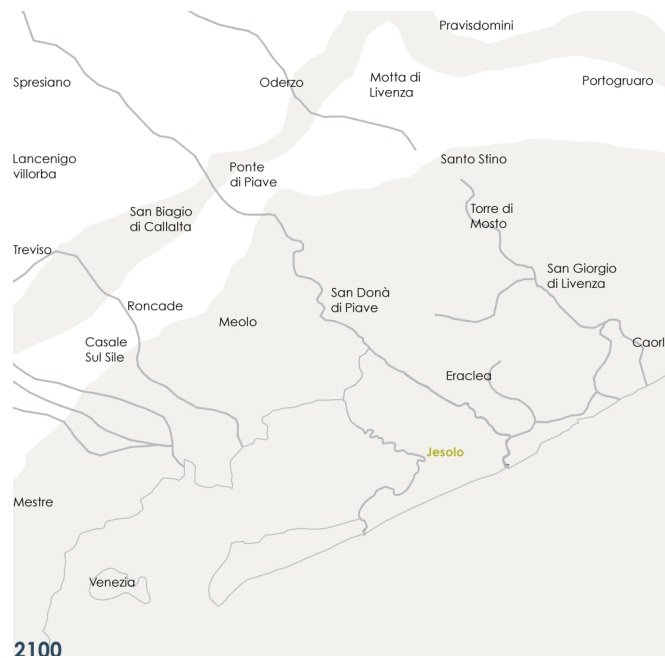 Pravisdomini
Spresiano
Oderzo
Motta di
Livenza
Portogruaro
Lancenigo
villorba
Ponte
di Piave
Santo Stino
San Biagio
di Callalta
Torre di
Mosto
Treviso
San Giorgio
di Livenza
San Donà
di Piave
Roncade
Meolo
Casale
Sul Sile
Caorl
Eraclea
Jesolo
Mestre
Venezia
2100